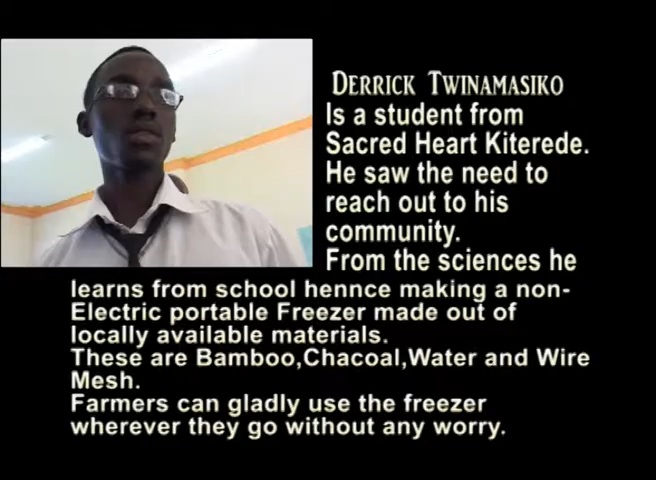 DERRICK TWINAMASIKO
Is a student from
Sacred Heart Kiterede.
He saw the need to
reach out to his
community.
From the sciences he
learns from school hennce making a non-
Electric portable Freezer made out of
locally available materials.
These are Bamboo,Chacoal,Water and Wire
Mesh.
Farmers can gladly use the freezer
wherever they go without any worry.